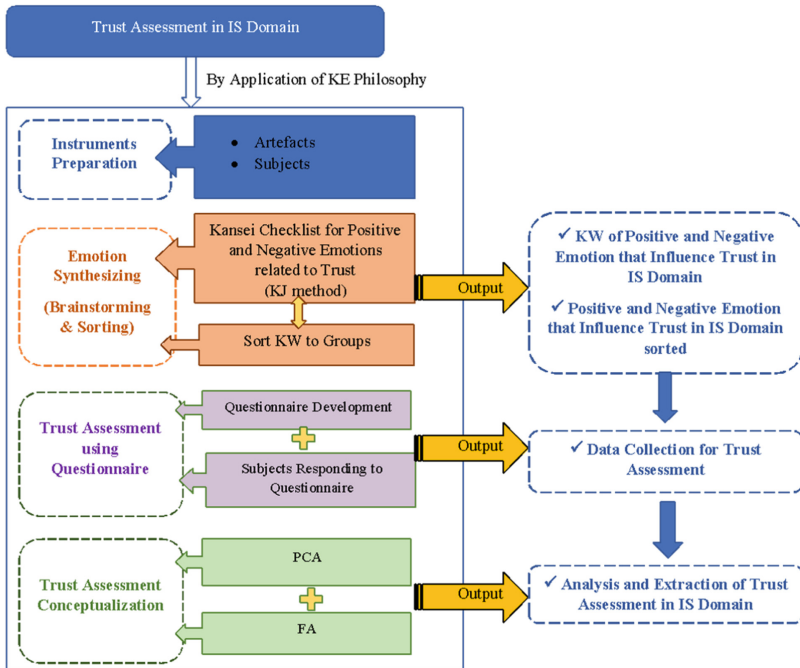 Trust Assessment in IS Domain
By Application of KE Philosophy
Instruments
Preparation
• Artefacts
• Subjects
Emotion
Synthesizing
(Brainstorming
& Sorting)
Kansei Checklist for Positive
and Negative Emotions
related to Trust
(KJ method)
Sort KW to Groups
Output
✓ KW of Positive and Negative
Emotion that Influence Trust in
IS Domain
✓ Positive and Negative Emotion
that Influence Trust in IS Domain
sorted
Trust Assessment
using
Questionnaire
Questionnaire Development
Subjects Responding to
Questionnaire
Output
✓ Data Collection for Trust
Assessment
Trust Assessment
Conceptualization
PCA
FA
Output
✓ Analysis and Extraction of Trust
Assessment in IS Domain